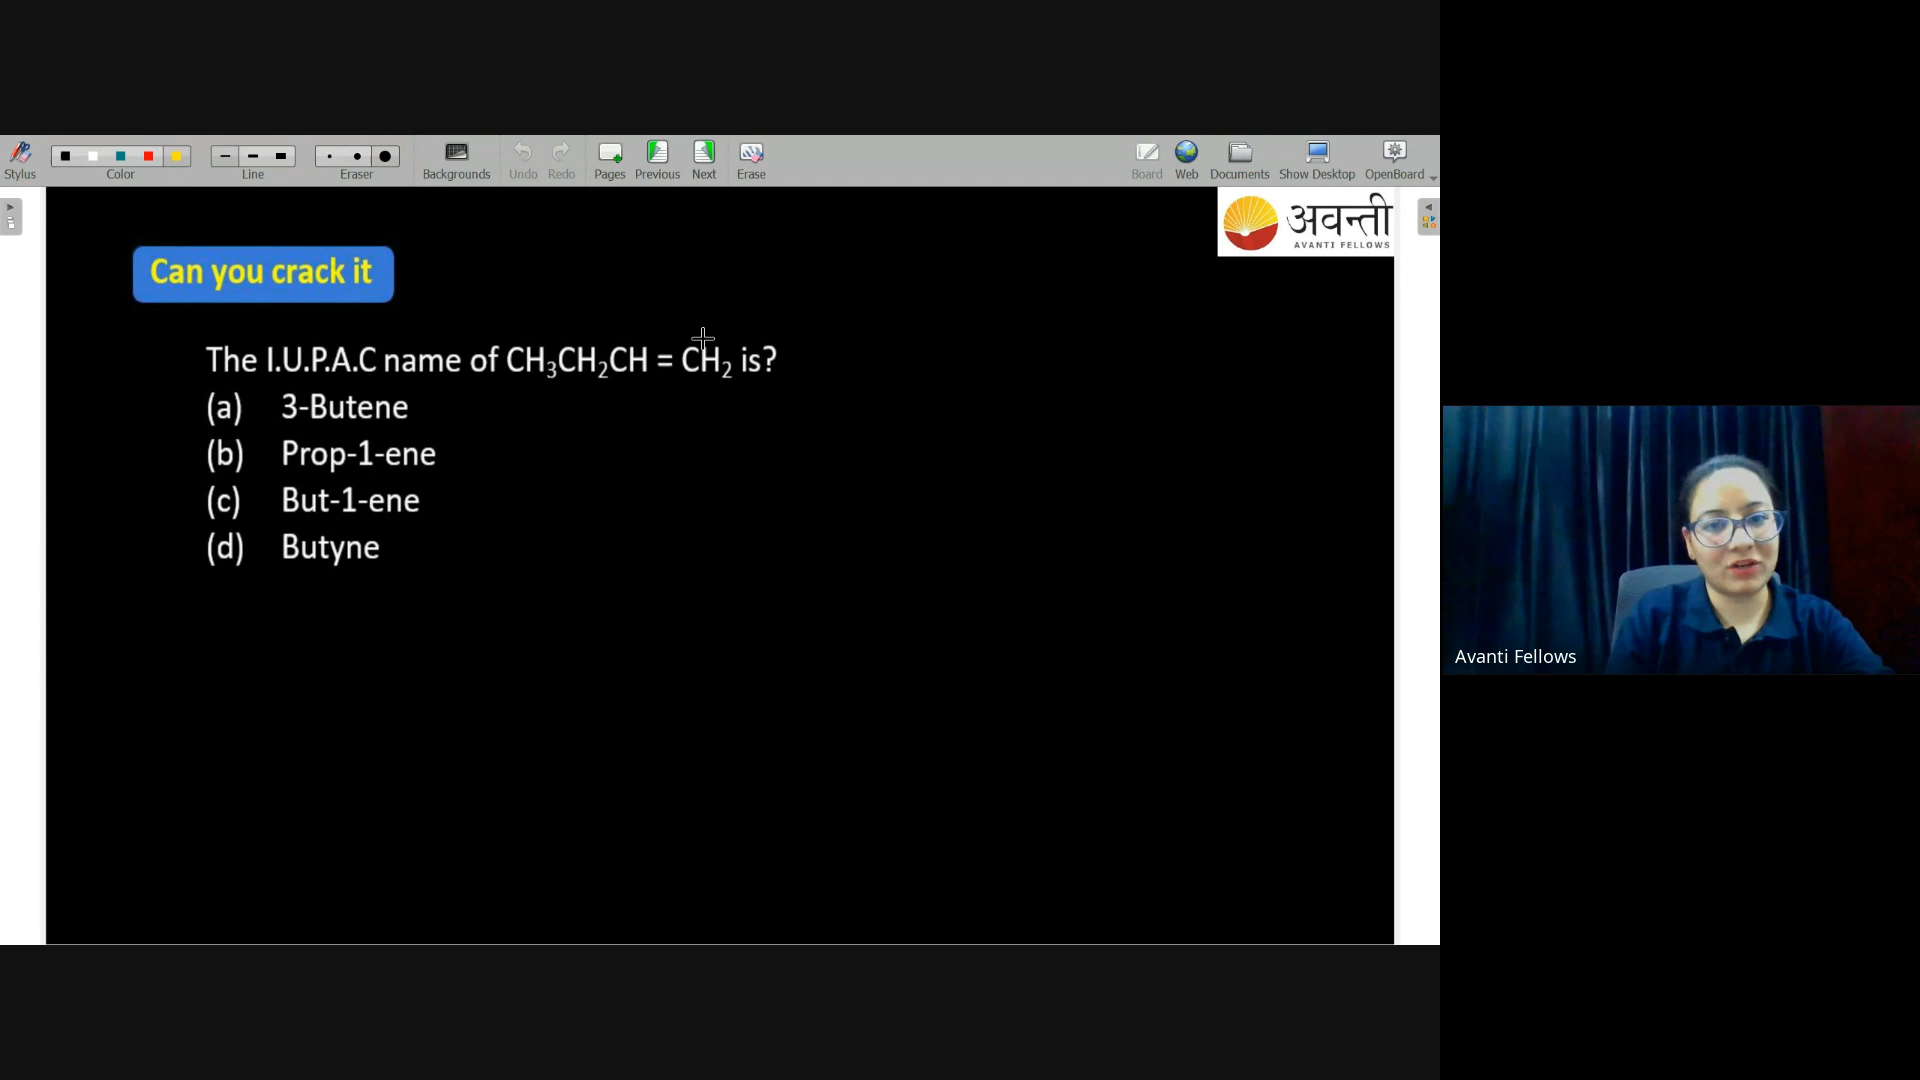 Stylus
Color
Line
Eraser
Backgrounds
Undo
Redo
Pages
Previous
Next
Erase
Board
Web
Documents
Show Desktop
OpenBoard
अवन्ती
AVANTI FELLOWS
Can you crack it
The I.U.P.A.C name of CH₃CH₂CH = CH₂ is?
(a) 3-Butene
(b) Prop-1-ene
(c) But-1-ene
(d) Butyne
Avanti Fellows